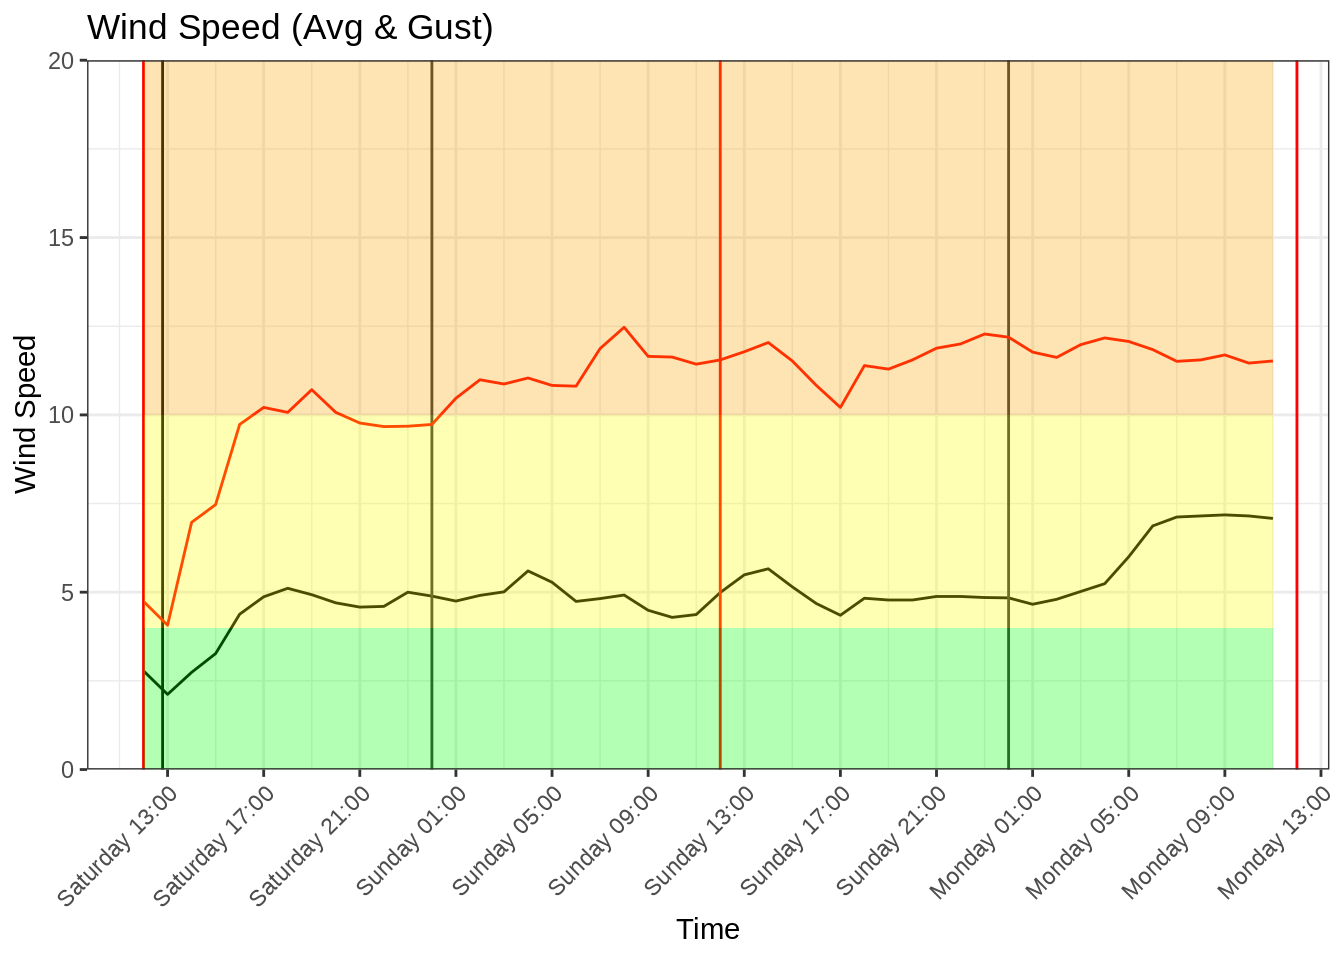 Wind Speed (Avg & Gust)
20
15
10
5
0
Wind Speed
Saturday 13:00
Saturday 17:00
Saturday 21:00
Sunday 01:00
Sunday 05:00
Sunday 09:00
Sunday 13:00
Sunday 17:00
Sunday 21:00
Monday 01:00
Monday 05:00
Monday 09:00
Monday 13:00
Time